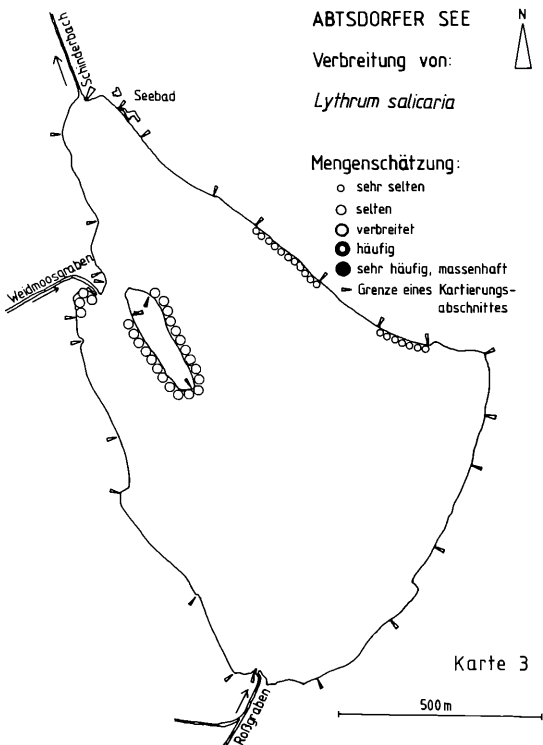 ABTSDORFER SEE
N
Verbreitung von:
Lythrum salicaria
Mengenschätzung:
sehr selten
selten
verbreitet
häufig
sehr häufig, massenhaft
Grenze eines Kartierungs-
abschnittes
Schinderbach
Seebad
Weidmoosgraben
Roßgraben
Karte 3
500 m